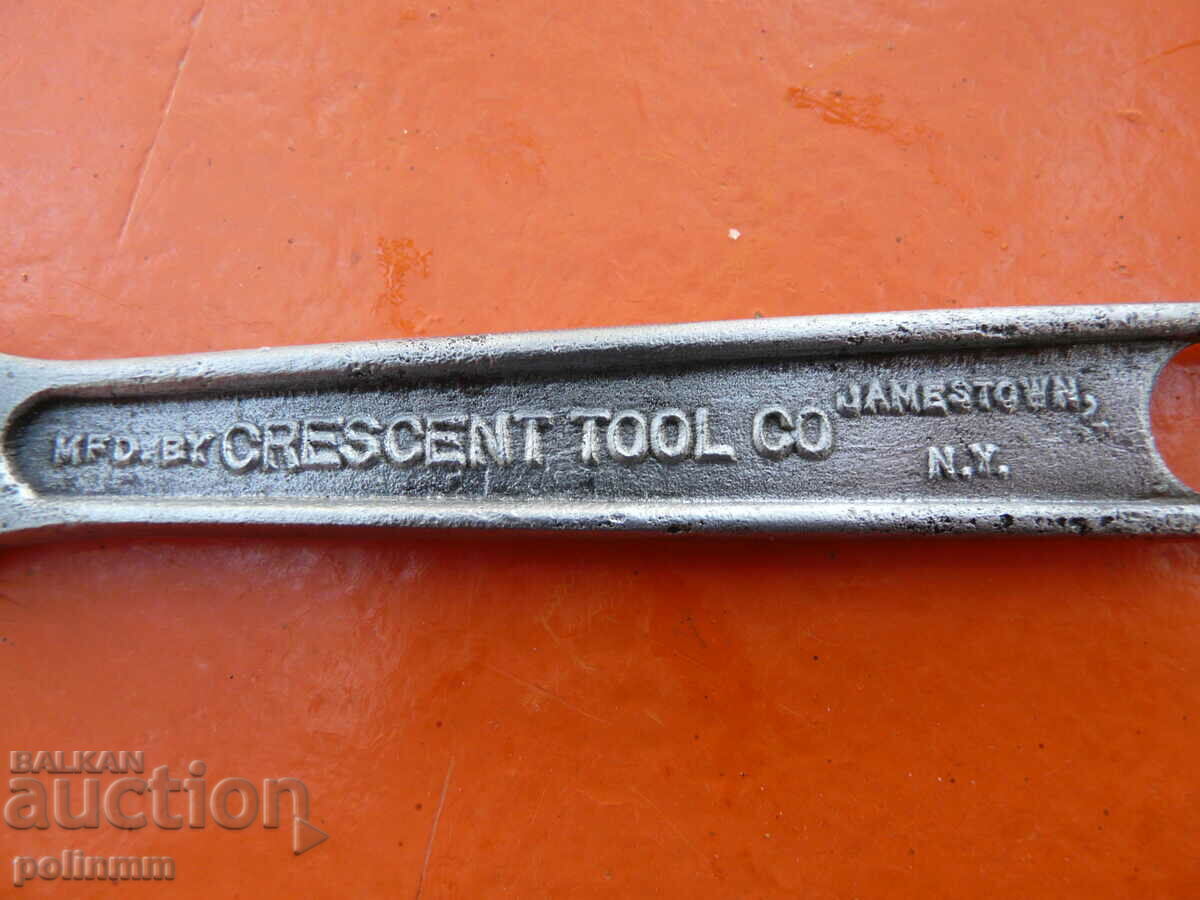 MFD. BY CRESCENT TOOL CO JAMESTOWN,
N.Y.
BALKAN
auction
polinmm